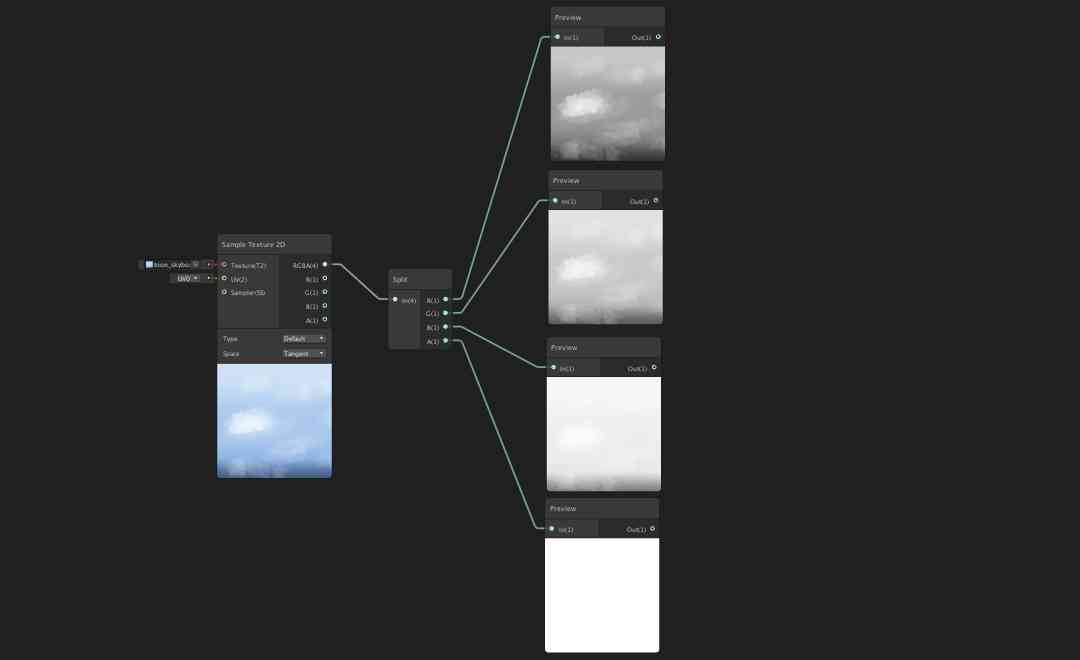 Preview
In(1) Out(1)
Preview
In(1) Out(1)
Sample Texture 2D
Texture(T2) RGBA(4)
UV0 UV(2) R(1)
Sampler(SS) G(1)
B(1)
A(1)
Type Default
Space Tangent
Split
In(4) R(1)
G(1)
B(1)
A(1)
Preview
In(1) Out(1)
Preview
In(1) Out(1)